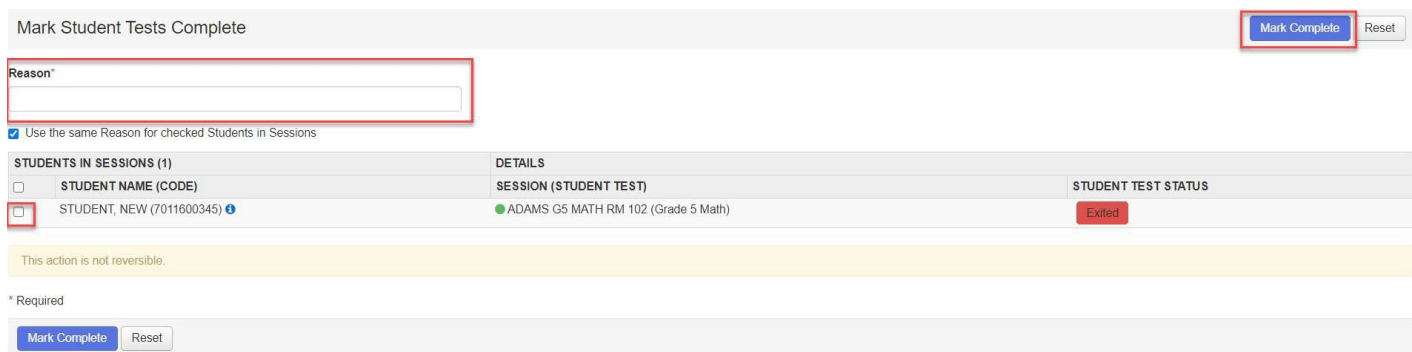 Mark Student Tests Complete
Mark Complete Reset
Reason*
Use the same Reason for checked Students in Sessions
STUDENTS IN SESSIONS (1) DETAILS
STUDENT NAME (CODE) SESSION (STUDENT TEST) STUDENT TEST STATUS
STUDENT, NEW (7011600345) ADAMS G5 MATH RM 102 (Grade 5 Math) Exited
This action is not reversible.
* Required
Mark Complete Reset